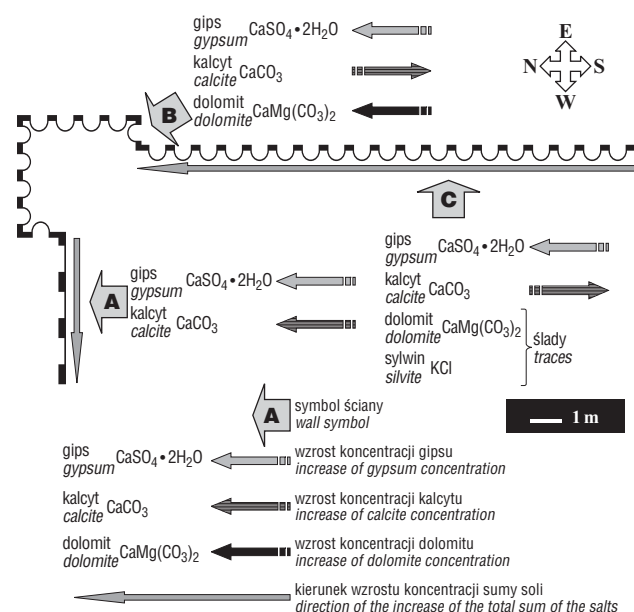 gips
gypsum CaSO4•2H2O
kalcyt
calcite CaCO3
dolomit
dolomite CaMg(CO3)2
E
N S
W
B
C
gips
gypsum CaSO4•2H2O
kalcyt
calcite CaCO3
A
gips
gypsum CaSO4•2H2O
kalcyt
calcite CaCO3
dolomit
dolomite CaMg(CO3)2
sylwin
silvite KCl
ślady
traces
A
symbol ściany
wall symbol
1 m
gips
gypsum CaSO4•2H2O
wzrost koncentracji gipsu
increase of gypsum concentration
kalcyt
calcite CaCO3
wzrost koncentracji kalcytu
increase of calcite concentration
dolomit
dolomite CaMg(CO3)2
wzrost koncentracji dolomitu
increase of dolomite concentration
kierunek wzrostu koncentracji sumy soli
direction of the increase of the total sum of the salts